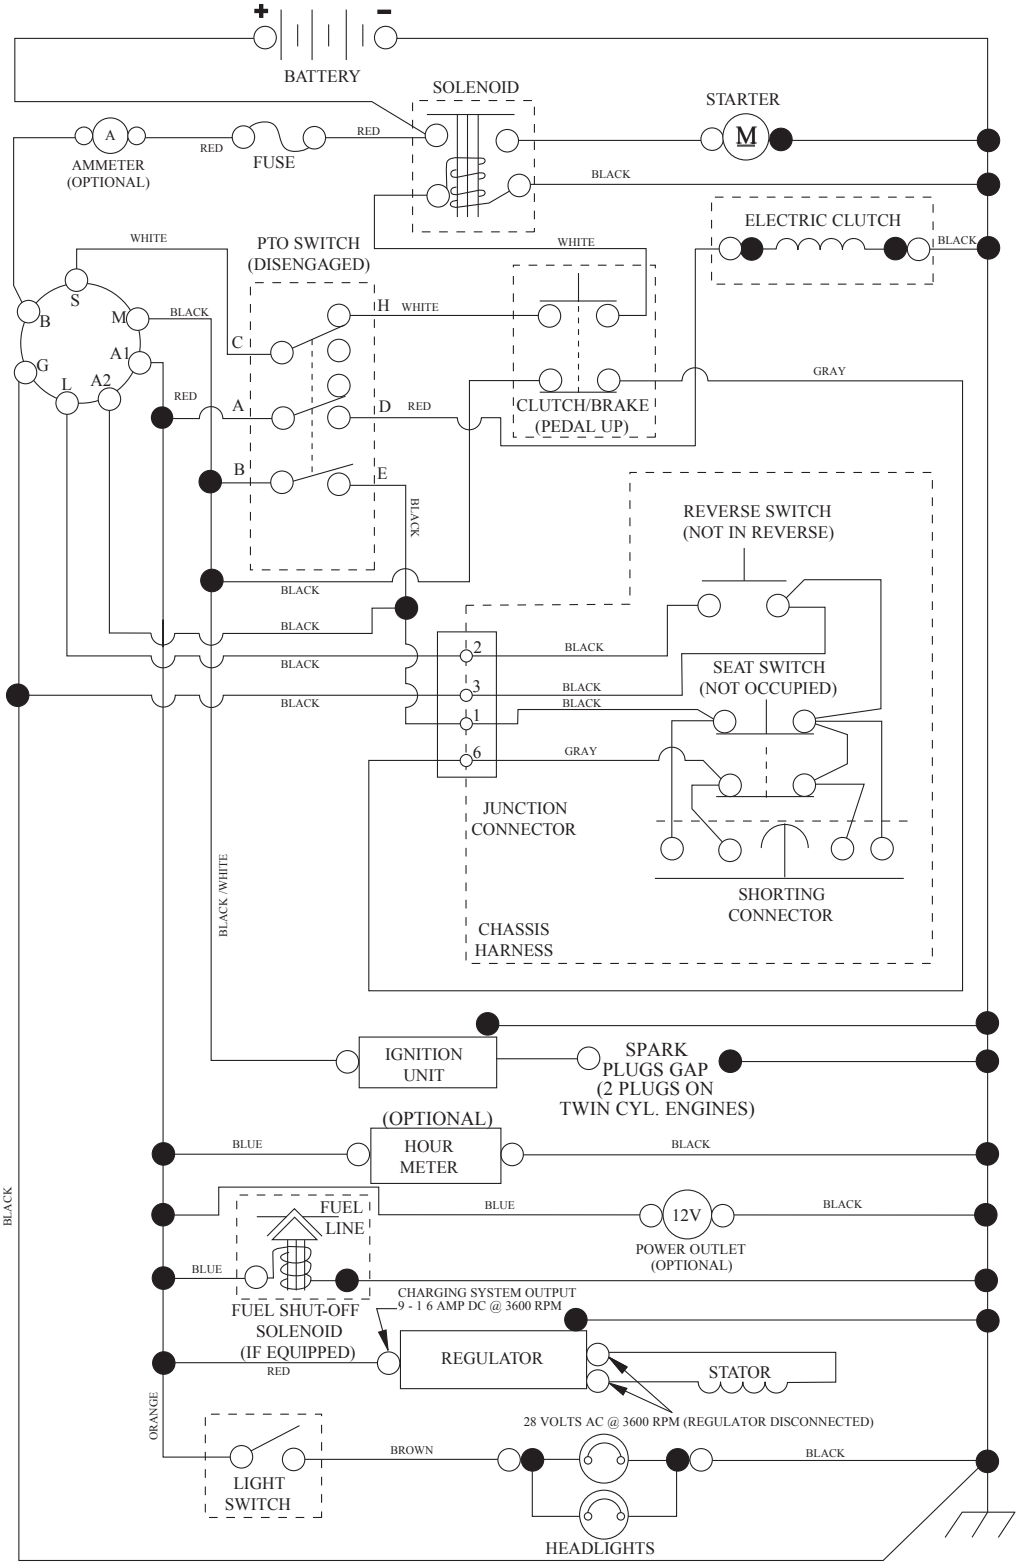 +
–
BATTERY
SOLENOID
STARTER
M
A
AMMETER
(OPTIONAL)
RED
FUSE
RED
BLACK
ELECTRIC CLUTCH
BLACK
WHITE
PTO SWITCH
(DISENGAGED)
WHITE
S
B
M
BLACK
G
L
A2
A1
RED
C
H
WHITE
A
D
RED
B
E
BLACK
CLUTCH/BRAKE
(PEDAL UP)
GRAY
REVERSE SWITCH
(NOT IN REVERSE)
BLACK
BLACK
BLACK
BLACK
2
BLACK
3
BLACK
1
BLACK
6
GRAY
SEAT SWITCH
(NOT OCCUPIED)
JUNCTION
CONNECTOR
SHORTING
CONNECTOR
CHASSIS
HARNESS
BLACK /WHITE
IGNITION
UNIT
SPARK
PLUGS GAP
(2 PLUGS ON
TWIN CYL. ENGINES)
(OPTIONAL)
HOUR
METER
BLUE
BLACK
BLACK
FUEL
LINE
BLUE
12V
BLACK
POWER OUTLET
(OPTIONAL)
BLUE
FUEL SHUT-OFF
SOLENOID
(IF EQUIPPED)
CHARGING SYSTEM OUTPUT
9 - 1 6 AMP DC @ 3600 RPM
RED
REGULATOR
STATOR
28 VOLTS AC @ 3600 RPM (REGULATOR DISCONNECTED)
ORANGE
LIGHT
SWITCH
BROWN
BLACK
HEADLIGHTS